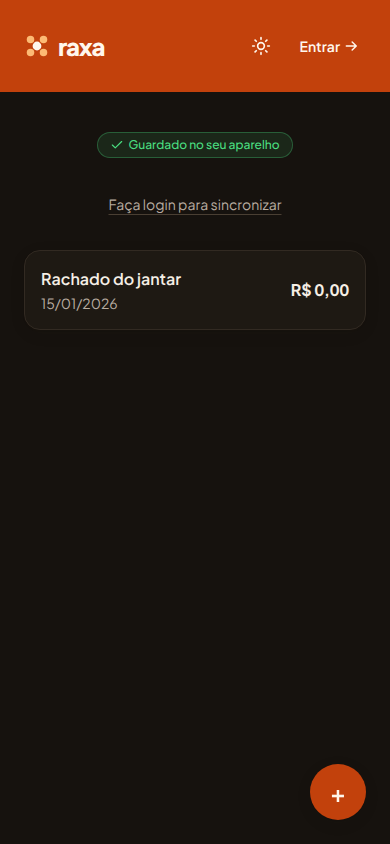 raxa
Entrar →
Guardado no seu aparelho
Faça login para sincronizar
Rachado do jantar
R$ 0,00
15/01/2026
+